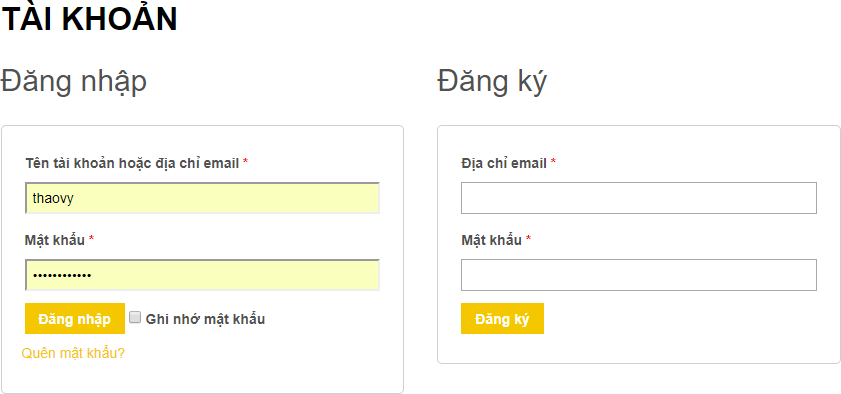 TÀI KHOẢN
Đăng nhập
Tên tài khoản hoặc địa chỉ email *
thaovy
Mật khẩu *
••••••••••••
Đăng nhập
Ghi nhớ mật khẩu
Quên mật khẩu?
Đăng ký
Địa chỉ email *
Mật khẩu *
Đăng ký